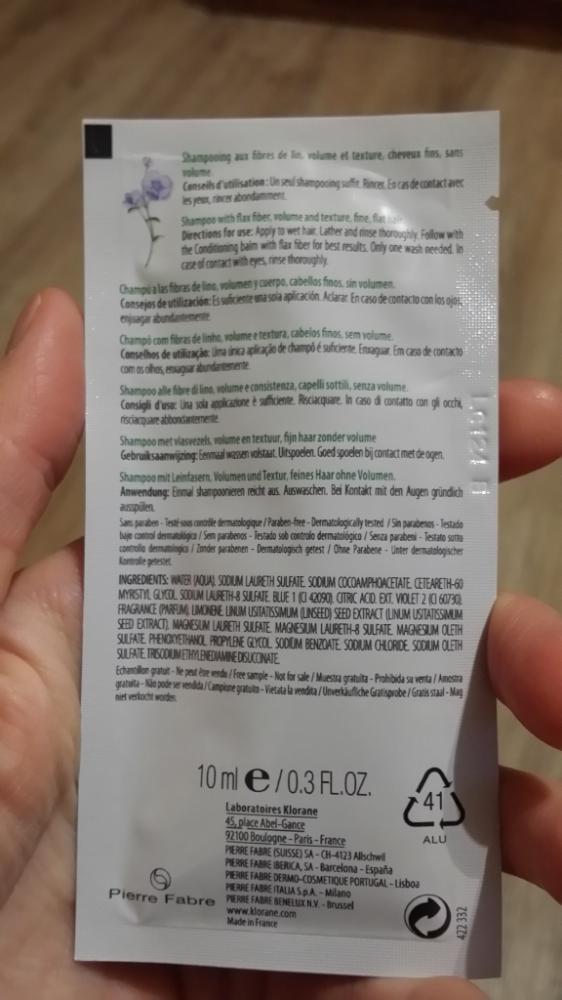 Shampooing aux fibres de lin, volume et texture, cheveux fins, sans
volume.
Conseils d'utilisation: Un seul shampooing suffit. Rincer. En cas de contact avec
les yeux, rincer abondamment.
Shampoo with flax fiber, volume and texture, fine, flat hair
Directions for use: Apply to wet hair. Lather and rinse thoroughly. Follow with
the Conditioning balm with flax fiber for best results. Only one wash needed. In
case of contact with eyes, rinse thoroughly.
Champú a las fibras de lino, volumen y cuerpo, cabellos finos, sin volumen.
Consejos de utilización: Es suficiente una sola aplicación. Aclarar. En caso de contacto con los ojos,
enjuagar abundantemente.
Champô com fibras de linho, volume e textura, cabelos finos, sem volume.
Conselhos de utilização: Uma única aplicação de champô é suficiente. Enxaguar. Em caso de contacto
com os olhos, enxaguar abundantemente.
Shampoo alle fibre di lino, volume e consistenza, capelli sottili, senza volume.
Consigli d'uso: Una sola applicazione è sufficiente. Risciacquare. In caso di contatto con gli occhi,
risciacquare abbondantemente.
Shampoo met vlasvezels, volume en textuur, fijn haar zonder volume
Gebruiksaanwijzing: Eenmaal wassen volstaat. Uitspoelen. Goed spoelen bij contact met de ogen.
Shampoo mit Leinfasern, Volumen und Textur, feines Haar ohne Volumen.
Anwendung: Einmal shampoonieren reicht aus. Auswaschen. Bei Kontakt mit den Augen gründlich
ausspülen.
Sans paraben - Testé sous contrôle dermatologique / Paraben-free - Dermatologically tested / Sin parabenos - Testado
bajo control dermatológico / Sem parabenos - Testado sob controlo dermatológico / Senza parabeni - Testato sotto
controllo dermatologico / Zonder parabenen - Dermatologisch getest / Ohne Parabene - Unter dermatologischer
Kontrolle getestet.
INGREDIENTS: WATER (AQUA). SODIUM LAURETH SULFATE. SODIUM COCOAMPHOACETATE. CETEARETH-60
MYRISTYL GLYCOL. SODIUM LAURETH-8 SULFATE. BLUE 1 (CI 42090). CITRIC ACID. EXT. VIOLET 2 (CI 60730).
FRAGRANCE (PARFUM). LIMONENE. LINUM USITATISSIMUM (LINSEED) SEED EXTRACT (LINUM USITATISSIMUM
SEED EXTRACT). MAGNESIUM LAURETH SULFATE. MAGNESIUM LAURETH-8 SULFATE. MAGNESIUM OLETH
SULFATE. PHENOXYETHANOL. PROPYLENE GLYCOL. SODIUM BENZOATE. SODIUM CHLORIDE. SODIUM OLETH
SULFATE. TRISODIUM ETHYLENEDIAMINE DISUCCINATE.
Echantillon gratuit - Ne peut être vendu / Free sample - Not for sale / Muestra gratuita - Prohibida su venta / Amostra
gratuita - Não pode ser vendida / Campione gratuito - Vietata la vendita / Unverkäufliche Gratisprobe / Gratis staal - Mag
niet verkocht worden.
10 ml e / 0.3 FL.OZ.
41
ALU
Laboratoires Klorane
45, place Abel-Gance
92100 Boulogne - Paris - France
PIERRE FABRE (SUISSE) SA - CH-4123 Allschwil
PIERRE FABRE IBERICA, SA - Barcelona - España
PIERRE FABRE DERMO-COSMETIQUE PORTUGAL - Lisboa
PIERRE FABRE ITALIA S.p.A. - Milano
PIERRE FABRE BENELUX N.V. - Brussel
www.klorane.com
Made in France
Pierre Fabre
422 332